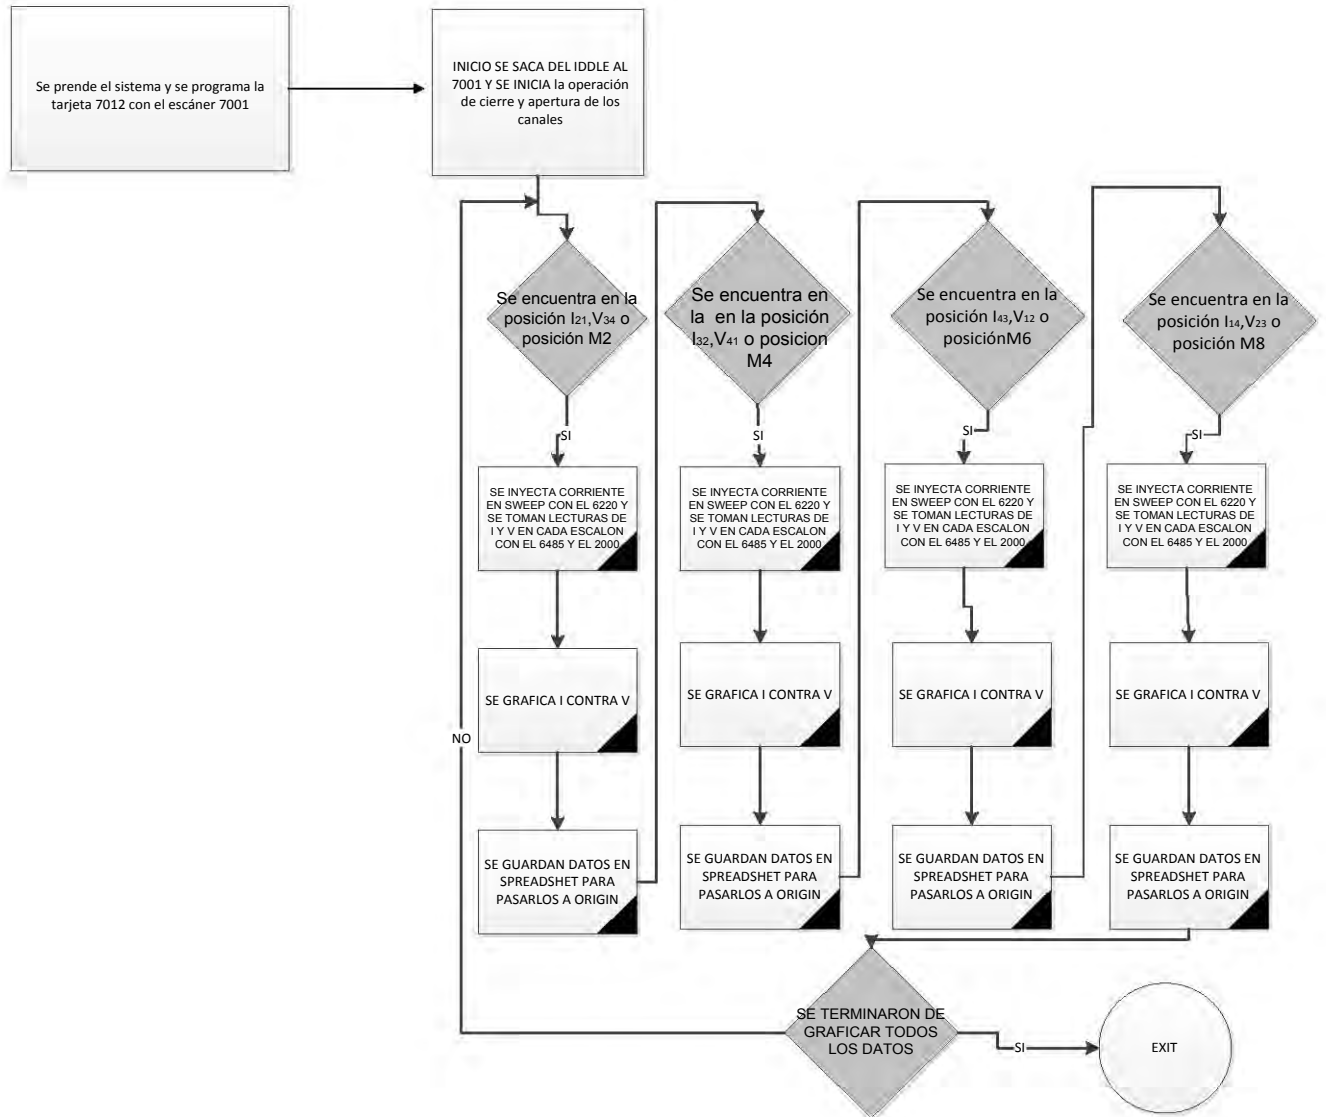 Se prende el sistema y se programa la
tarjeta 7012 con el escáner 7001
INICIO SE SACA DEL IDDLE AL
7001 Y SE INICIA la operación
de cierre y apertura de los
canales
Se encuentra en la
posición I21,V34 o
posición M2
SI
SE INYECTA CORRIENTE
EN SWEEP CON EL 6220 Y
SE TOMAN LECTURAS DE
I Y V EN CADA ESCALON
CON EL 6485 Y EL 2000
SE GRAFICA I CONTRA V
SE GUARDAN DATOS EN
SPREADSHET PARA
PASARLOS A ORIGIN
Se encuentra en
la  en la posición
I32,V41 o posicion
M4
SI
SE INYECTA CORRIENTE
EN SWEEP CON EL 6220 Y
SE TOMAN LECTURAS DE
I Y V EN CADA ESCALON
CON EL 6485 Y EL 2000
SE GRAFICA I CONTRA V
SE GUARDAN DATOS EN
SPREADSHET PARA
PASARLOS A ORIGIN
Se encuentra en la
posición I43,V12 o
posiciónM6
SI
SE INYECTA CORRIENTE
EN SWEEP CON EL 6220 Y
SE TOMAN LECTURAS DE
I Y V EN CADA ESCALON
CON EL 6485 Y EL 2000
SE GRAFICA I CONTRA V
SE GUARDAN DATOS EN
SPREADSHET PARA
PASARLOS A ORIGIN
Se encuentra en la
posición I14,V23 o
posición M8
SI
SE INYECTA CORRIENTE
EN SWEEP CON EL 6220 Y
SE TOMAN LECTURAS DE
I Y V EN CADA ESCALON
CON EL 6485 Y EL 2000
SE GRAFICA I CONTRA V
SE GUARDAN DATOS EN
SPREADSHET PARA
PASARLOS A ORIGIN
NO
SE TERMINARON DE
GRAFICAR TODOS
LOS DATOS
SI
EXIT